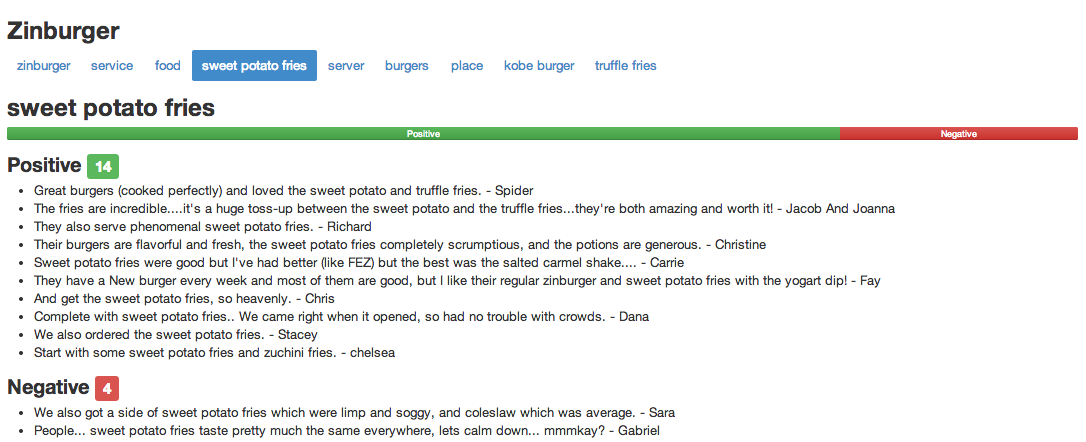 Zinburger
zinburger service food sweet potato fries server burgers place kobe burger truffle fries
sweet potato fries
Positive Negative
Positive 14
• Great burgers (cooked perfectly) and loved the sweet potato and truffle fries. - Spider
• The fries are incredible....it's a huge toss-up between the sweet potato and the truffle fries...they're both amazing and worth it! - Jacob And Joanna
• They also serve phenomenal sweet potato fries. - Richard
• Their burgers are flavorful and fresh, the sweet potato fries completely scrumptious, and the potions are generous. - Christine
• Sweet potato fries were good but I've had better (like FEZ) but the best was the salted carmel shake.... - Carrie
• They have a New burger every week and most of them are good, but I like their regular zinburger and sweet potato fries with the yogart dip! - Fay
• And get the sweet potato fries, so heavenly. - Chris
• Complete with sweet potato fries.. We came right when it opened, so had no trouble with crowds. - Dana
• We also ordered the sweet potato fries. - Stacey
• Start with some sweet potato fries and zuchini fries. - chelsea
Negative 4
• We also got a side of sweet potato fries which were limp and soggy, and coleslaw which was average. - Sara
• People... sweet potato fries taste pretty much the same everywhere, lets calm down... mmmkay? - Gabriel